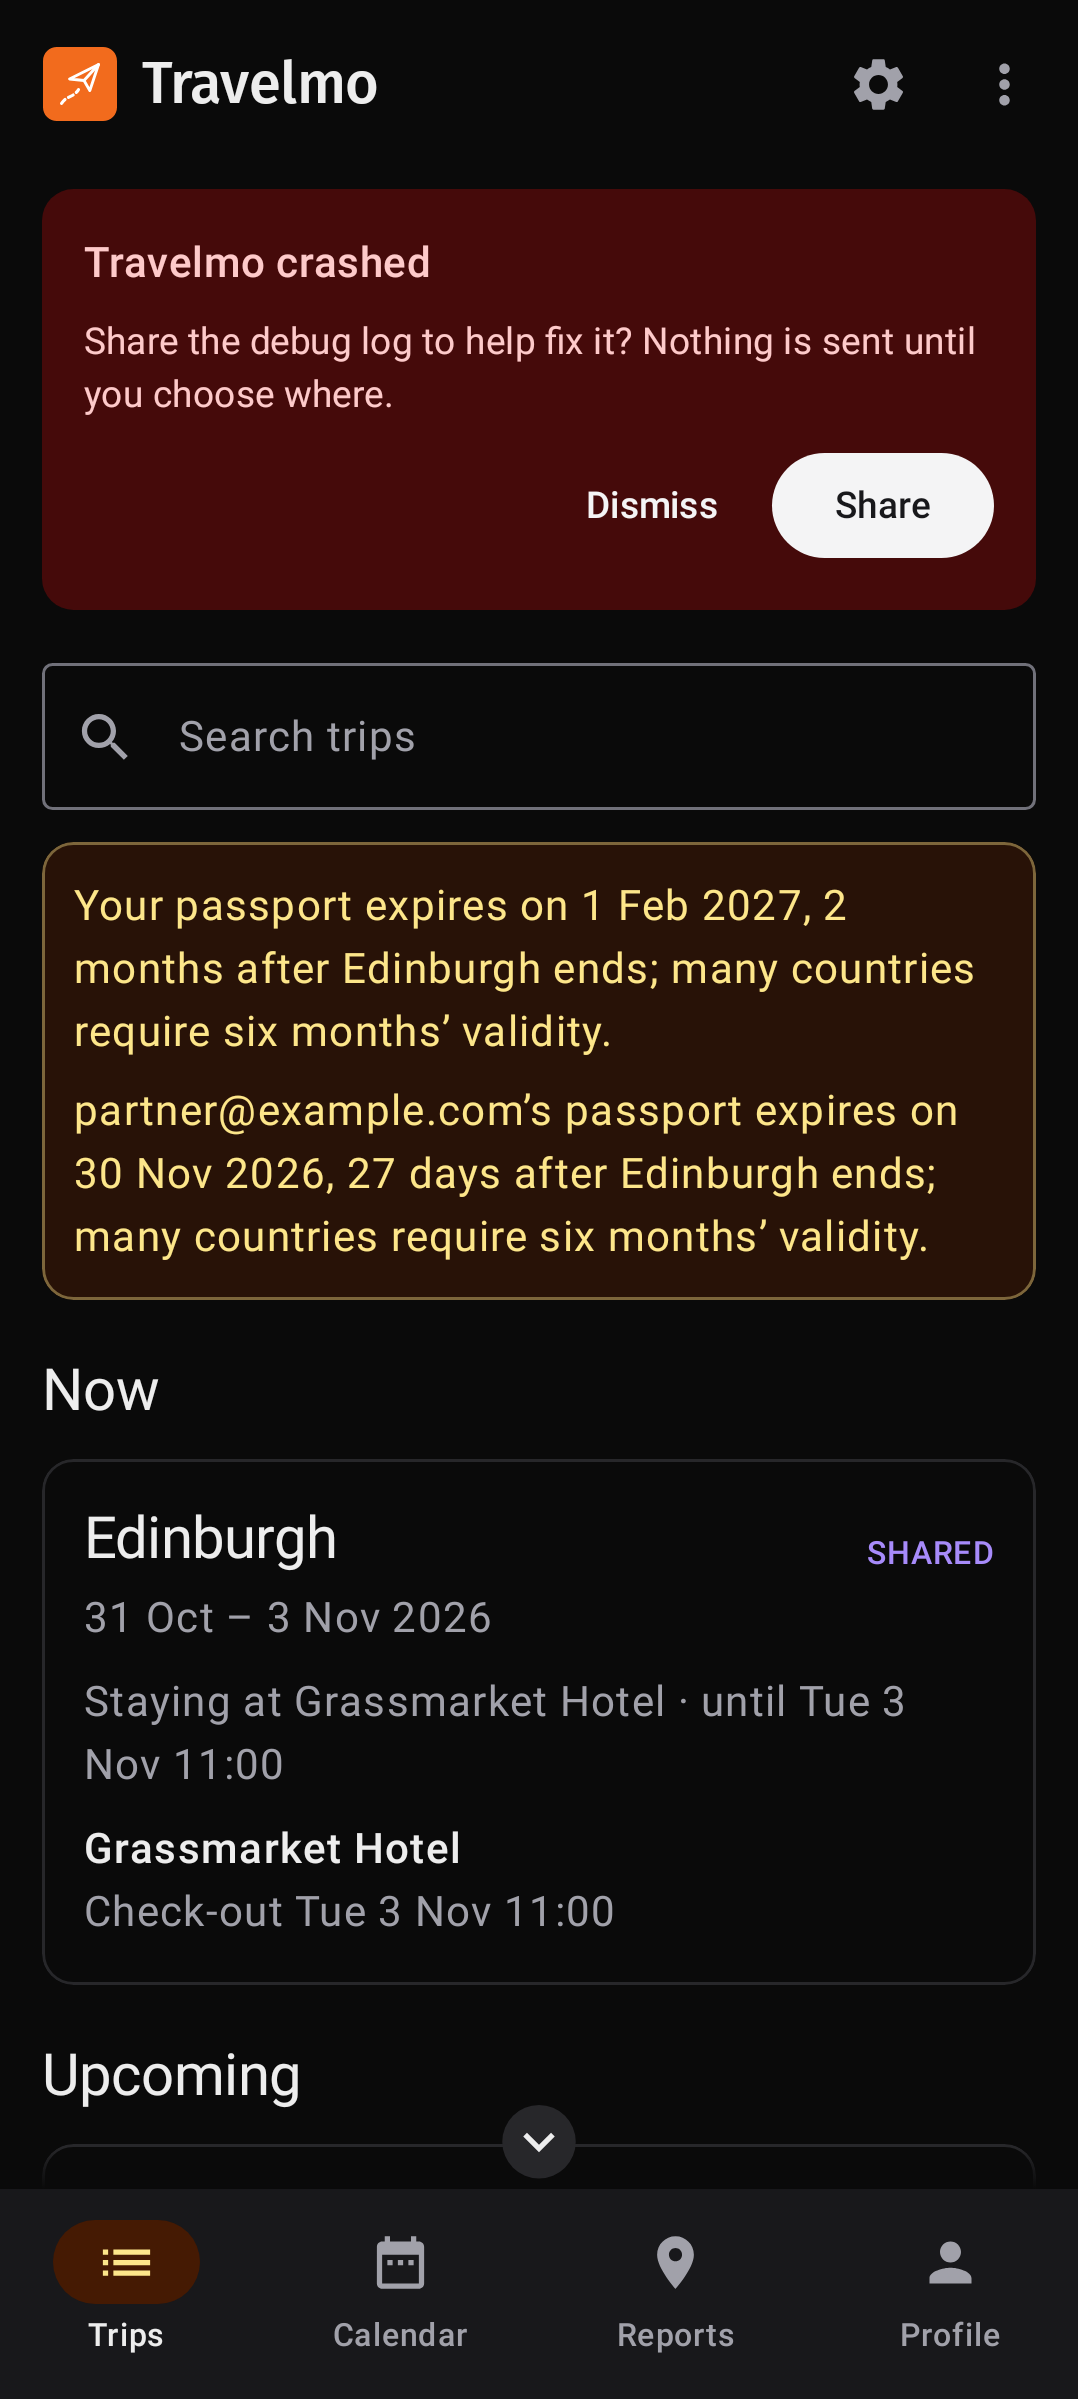 Travelmo
Travelmo crashed
Share the debug log to help fix it? Nothing is sent until
you choose where.
Dismiss
Share
Search trips
Your passport expires on 1 Feb 2027, 2
months after Edinburgh ends; many countries
require six months’ validity.
partner@example.com’s passport expires on
30 Nov 2026, 27 days after Edinburgh ends;
many countries require six months’ validity.
Now
Edinburgh
SHARED
31 Oct – 3 Nov 2026
Staying at Grassmarket Hotel · until Tue 3
Nov 11:00
Grassmarket Hotel
Check-out Tue 3 Nov 11:00
Upcoming
Trips
Calendar
Reports
Profile